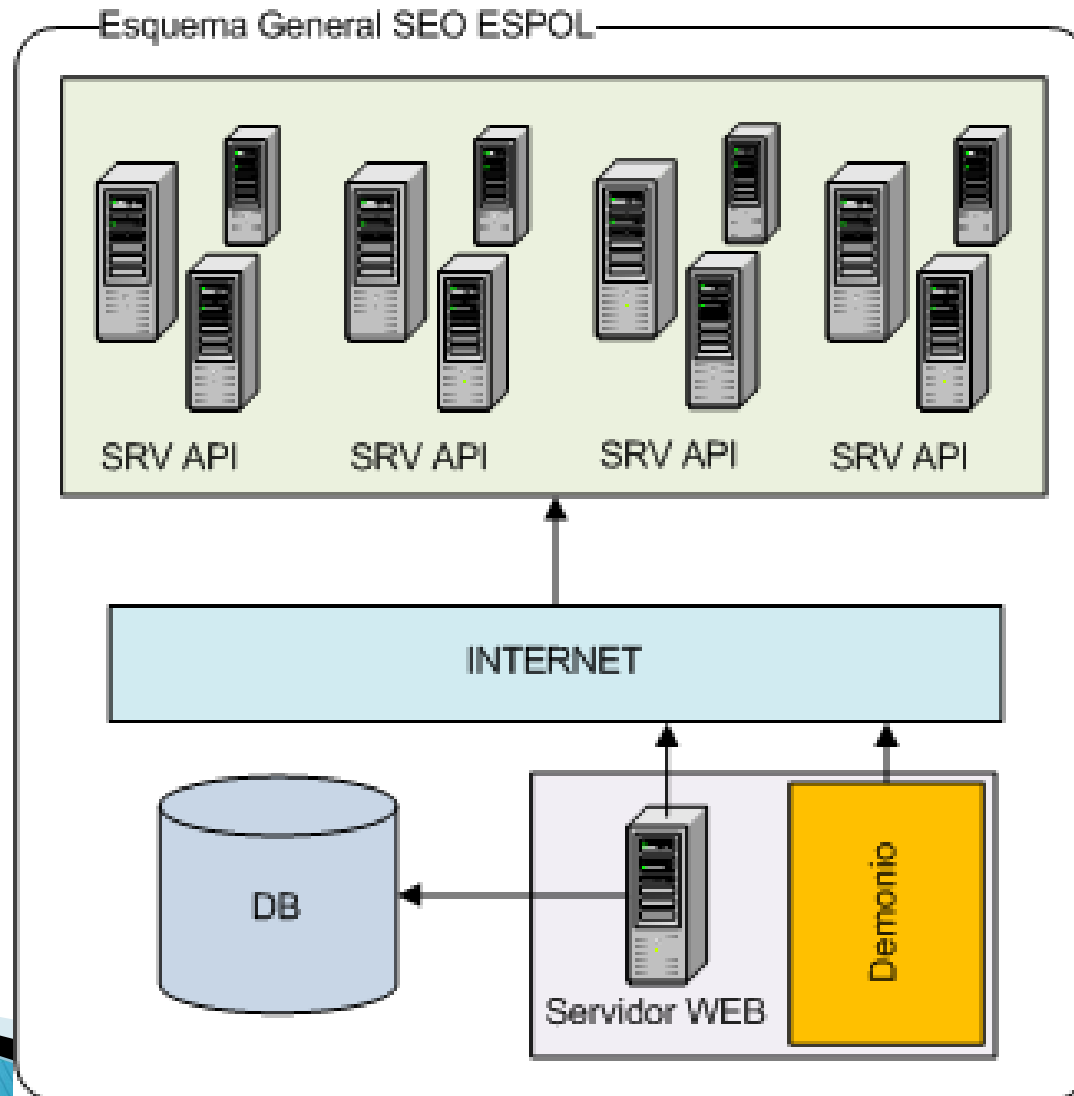 Esquema General SEO ESPOL
SRV API SRV API SRV API SRV API
INTERNET
DB
Servidor WEB
Demonio